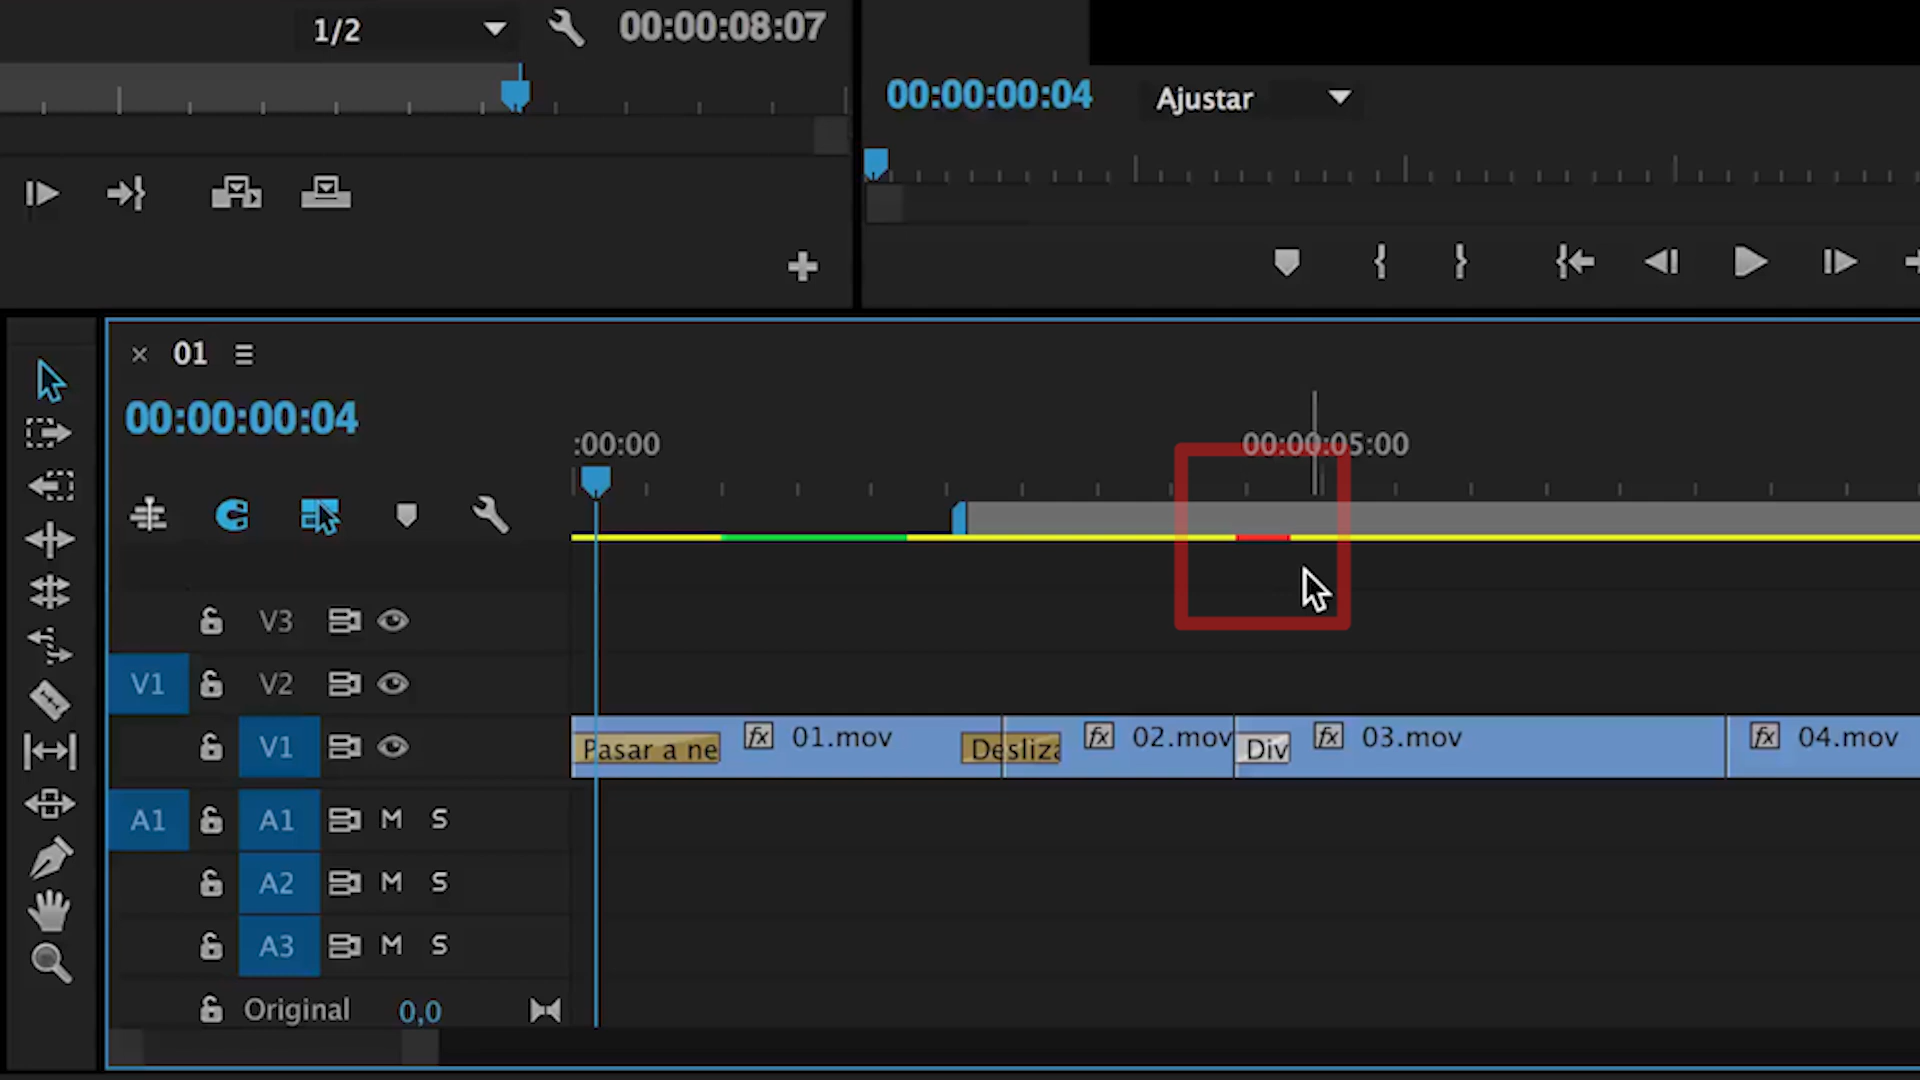 1/2
00:00:08:07
00:00:00:04
Ajustar
01
00:00:00:04
:00:00
00:00:05:00
V3
V1
V2
V1
Pasar a ne
fx 01.mov
Desliza
fx 02.mov
Div
fx 03.mov
fx 04.mov
A1
A1
M S
A2
M S
A3
M S
Original
0,0